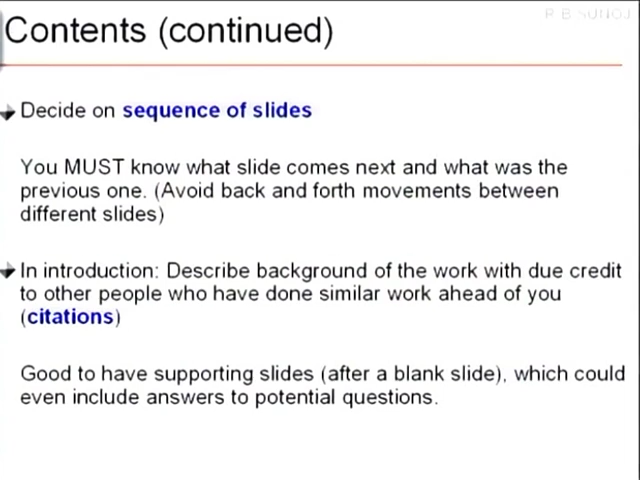 R B SUNOJ
Contents (continued)
Decide on sequence of slides
You MUST know what slide comes next and what was the
previous one. (Avoid back and forth movements between
different slides)
In introduction: Describe background of the work with due credit
to other people who have done similar work ahead of you
(citations)
Good to have supporting slides (after a blank slide), which could
even include answers to potential questions.